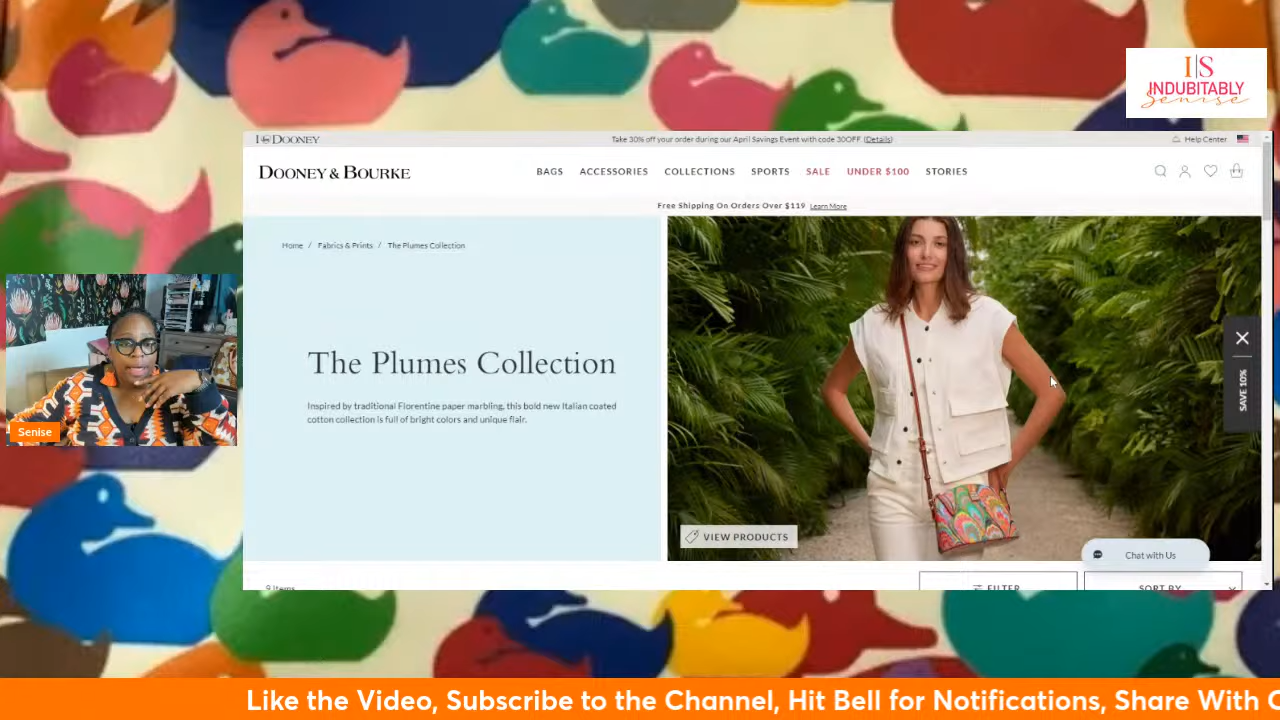 I|S
INDUBITABLY
Senise
I DOONEY
Take 30% off your order during our April Savings Event with code 30OFF. (Details)
Help Center
DOONEY & BOURKE
BAGS ACCESSORIES COLLECTIONS SPORTS SALE UNDER $100 STORIES
Free Shipping On Orders Over $119 Learn More
Home / Fabrics & Prints / The Plumes Collection
The Plumes Collection
Inspired by traditional Florentine paper marbling, this bold new Italian coated
cotton collection is full of bright colors and unique flair.
SAVE 10%
Senise
VIEW PRODUCTS
Chat with Us
9 Items
FILTER
SORT BY
Like the Video, Subscribe to the Channel, Hit Bell for Notifications, Share With